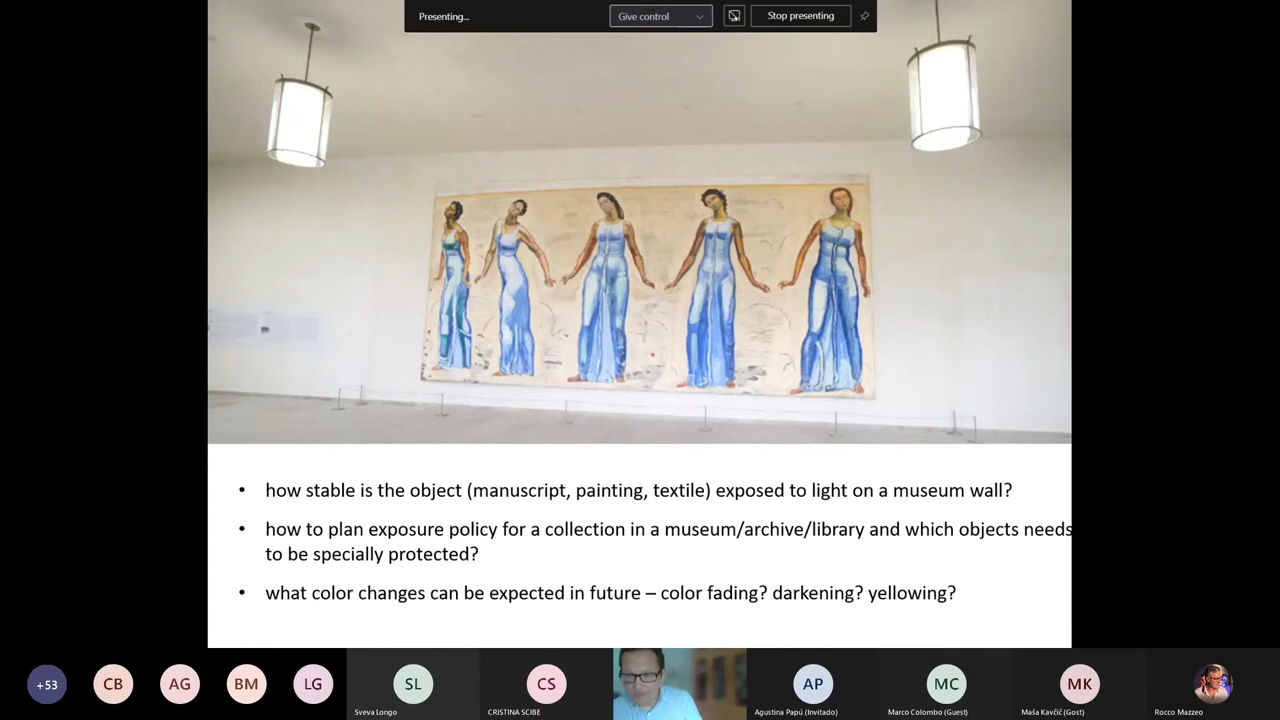 Presenting...
Give control
Stop presenting
• how stable is the object (manuscript, painting, textile) exposed to light on a museum wall?
• how to plan exposure policy for a collection in a museum/archive/library and which objects needs
to be specially protected?
• what color changes can be expected in future – color fading? darkening? yellowing?
+53
CB
AG
BM
LG
SL
Sveva Longo
CS
CRISTINA SCIBE
AP
Agustina Papú (Invitado)
MC
Marco Colombo (Guest)
MK
Maša Kavčič (Gost)
Rocco Mazzeo